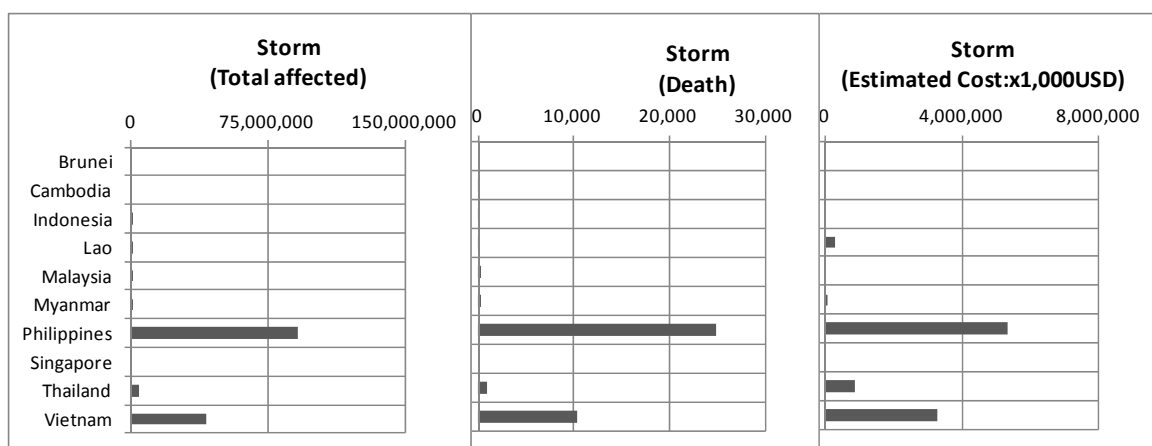 Storm
(Total affected)
0 75,000,000 150,000,000
Storm
(Death)
0 10,000 20,000 30,000
Storm
(Estimated Cost:x1,000USD)
0 4,000,000 8,000,000
Brunei
Cambodia
Indonesia
Lao
Malaysia
Myanmar
Philippines
Singapore
Thailand
Vietnam